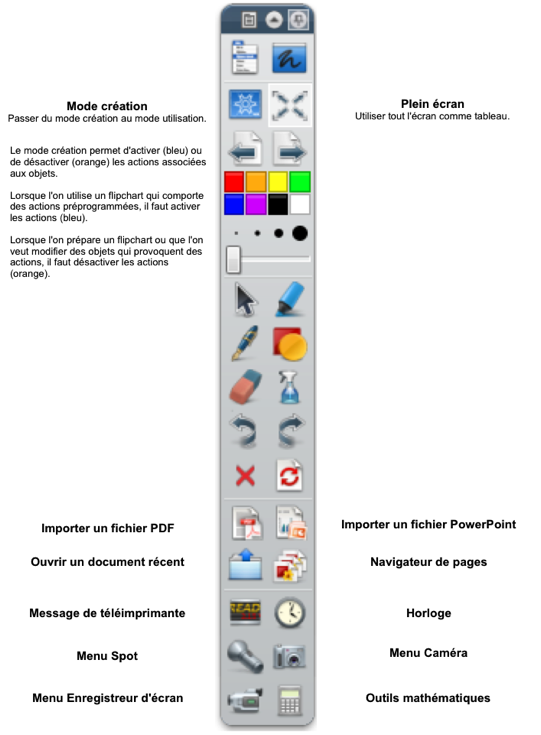 Mode création
Passer du mode création au mode utilisation.
Le mode création permet d'activer (bleu) ou
de désactiver (orange) les actions associées
aux objets.
Lorsque l'on utilise un flipchart qui comporte
des actions préprogrammées, il faut activer
les actions (bleu).
Lorsque l'on prépare un flipchart ou que l'on
veut modifier des objets qui provoquent des
actions, il faut désactiver les actions
(orange).
Plein écran
Utiliser tout l'écran comme tableau.
Importer un fichier PDF
Importer un fichier PowerPoint
Ouvrir un document récent
Navigateur de pages
Message de téléimprimante
READ
Horloge
Menu Spot
Menu Caméra
Menu Enregistreur d'écran
Outils mathématiques